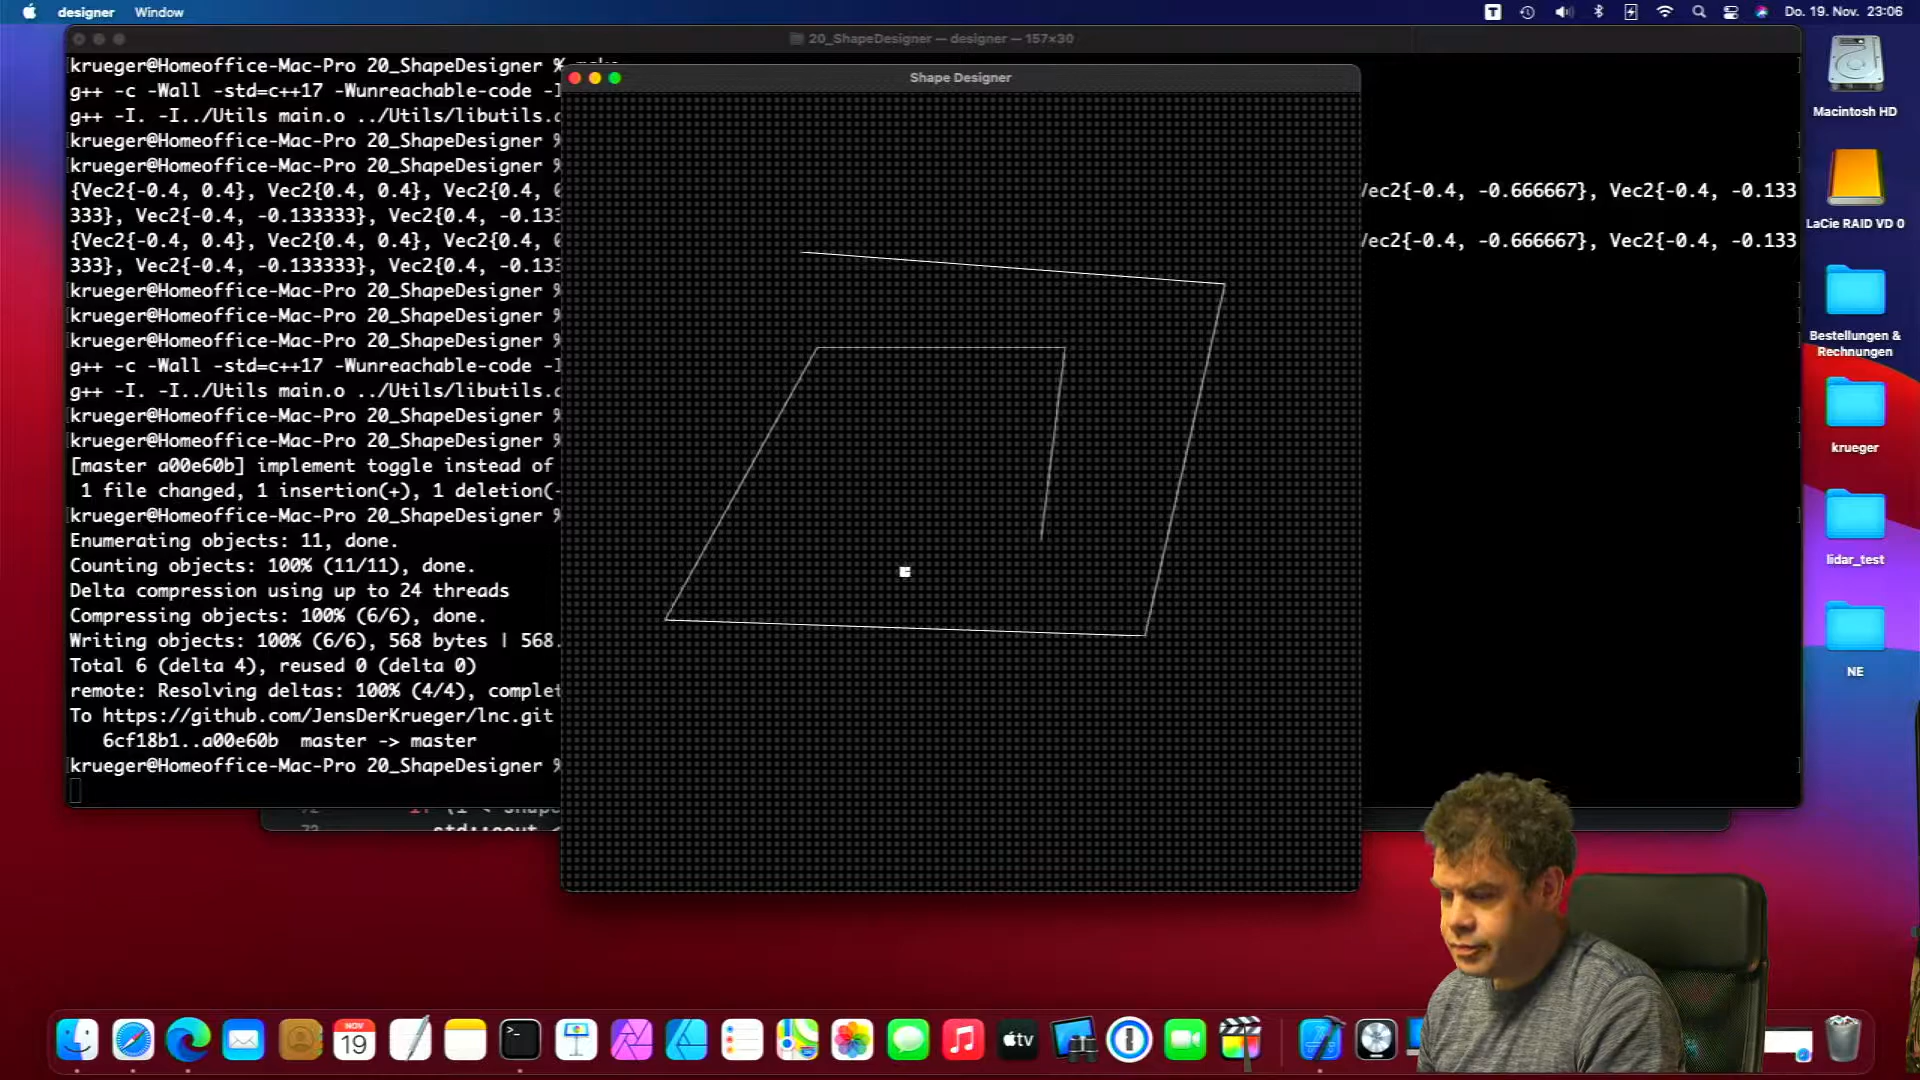 designer Window
Do. 19. Nov. 23:06
20_ShapeDesigner — designer — 157×30
krueger@Homeoffice-Mac-Pro 20_ShapeDesigner %
Shape Designer
g++ -c -Wall -std=c++17 -Wunreachable-code
g++ -I. -I../Utils main.o ../Utils/libutils.
krueger@Homeoffice-Mac-Pro 20_ShapeDesigner
krueger@Homeoffice-Mac-Pro 20_ShapeDesigner
{Vec2{-0.4, 0.4}, Vec2{0.4, 0.4}, Vec2{0.4, Vec2{-0.4, -0.666667}, Vec2{-0.4, -0.133
333}, Vec2{-0.4, -0.133333}, Vec2{0.4, -0.133
{Vec2{-0.4, 0.4}, Vec2{0.4, 0.4}, Vec2{0.4, Vec2{-0.4, -0.666667}, Vec2{-0.4, -0.133
333}, Vec2{-0.4, -0.133333}, Vec2{0.4, -0.133
krueger@Homeoffice-Mac-Pro 20_ShapeDesigner
krueger@Homeoffice-Mac-Pro 20_ShapeDesigner
krueger@Homeoffice-Mac-Pro 20_ShapeDesigner
g++ -c -Wall -std=c++17 -Wunreachable-code
g++ -I. -I../Utils main.o ../Utils/libutils.
krueger@Homeoffice-Mac-Pro 20_ShapeDesigner
krueger@Homeoffice-Mac-Pro 20_ShapeDesigner
[master a00e60b] implement toggle instead of
1 file changed, 1 insertion(+), 1 deletion(-
krueger@Homeoffice-Mac-Pro 20_ShapeDesigner
Enumerating objects: 11, done.
Counting objects: 100% (11/11), done.
Delta compression using up to 24 threads
Compressing objects: 100% (6/6), done.
Writing objects: 100% (6/6), 568 bytes | 568.
Total 6 (delta 4), reused 0 (delta 0)
remote: Resolving deltas: 100% (4/4), complet
To https://github.com/JensDerKrueger/lnc.git
6cf18b1..a00e60b master -> master
krueger@Homeoffice-Mac-Pro 20_ShapeDesigner
Macintosh HD
LaCie RAID VD 0
Bestellungen &
Rechnungen
krueger
lidar_test
NE
NOV
19
tv